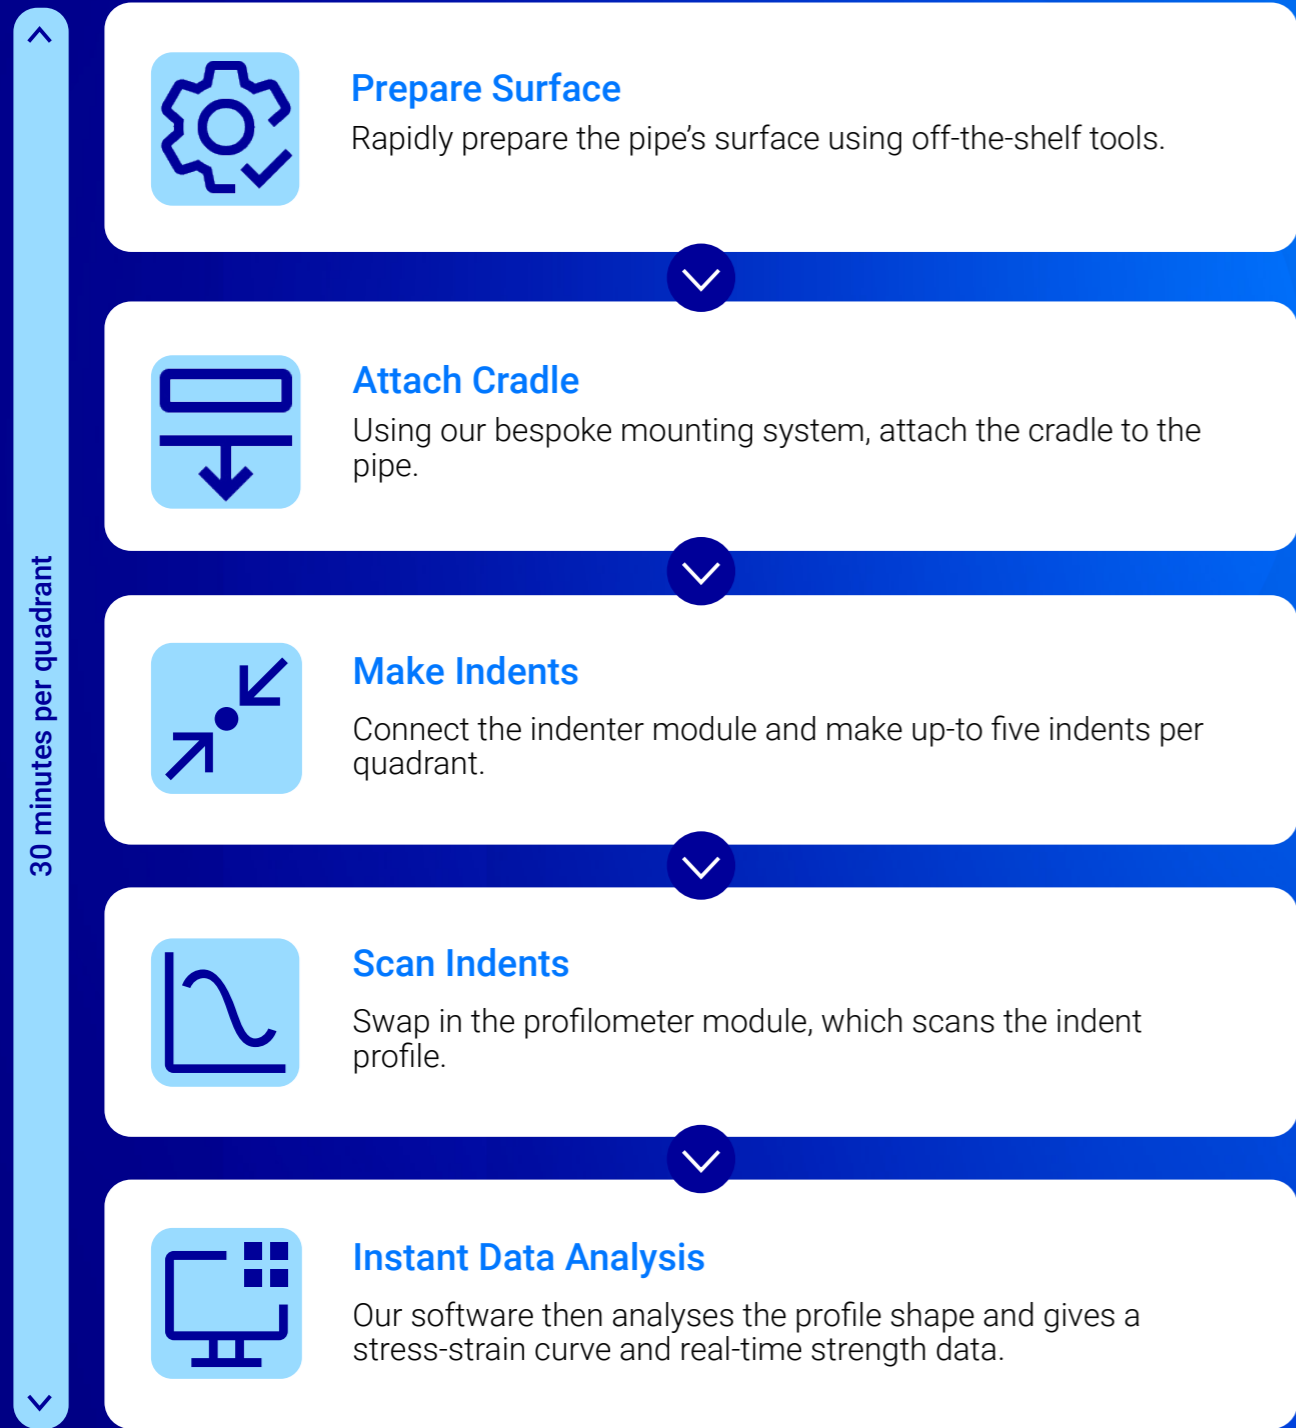 30 minutes per quadrant
Prepare Surface
Rapidly prepare the pipe’s surface using off-the-shelf tools.
Attach Cradle
Using our bespoke mounting system, attach the cradle to the
pipe.
Make Indents
Connect the indenter module and make up-to five indents per
quadrant.
Scan Indents
Swap in the profilometer module, which scans the indent
profile.
Instant Data Analysis
Our software then analyses the profile shape and gives a
stress-strain curve and real-time strength data.